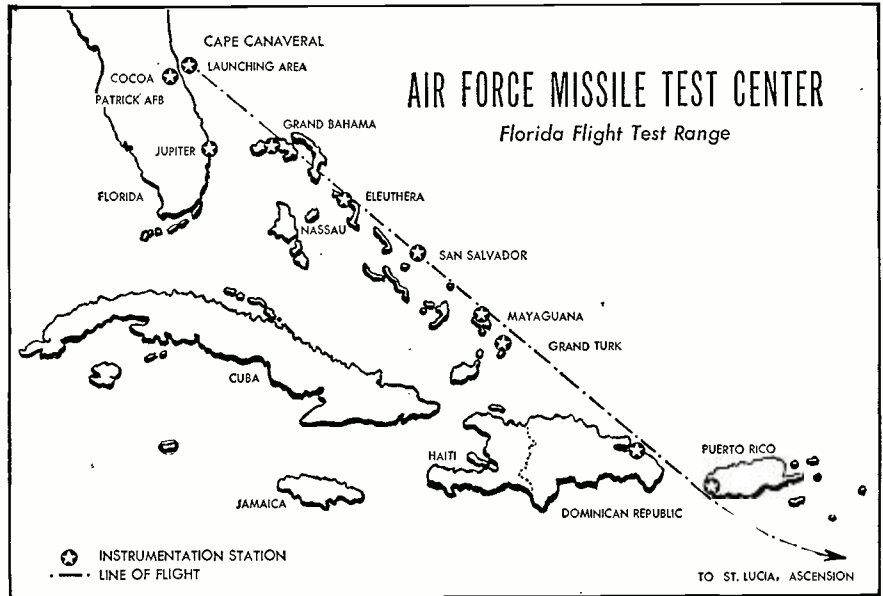 CAPE CANAVERAL
LAUNCHING AREA
COCOA
PATRICK AFB
AIR FORCE MISSILE TEST CENTER
Florida Flight Test Range
GRAND BAHAMA
JUPITER
FLORIDA
ELEUTHERA
NASSAU
SAN SALVADOR
MAYAGUANA
GRAND TURK
CUBA
HAITI
PUERTO RICO
JAMAICA
DOMINICAN REPUBLIC
INSTRUMENTATION STATION
LINE OF FLIGHT
TO ST. LUCIA, ASCENSION